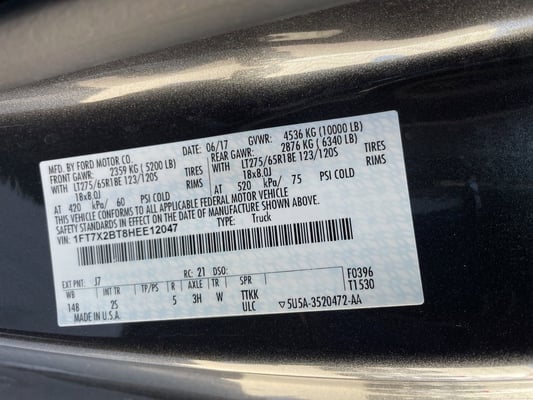 MFD. BY FORD MOTOR CO.
DATE: 06/17 GVWR: 4536 KG (10000 LB)
FRONT GAWR: 2359 KG (5200 LB) REAR GAWR: 2876 KG (6340 LB)
WITH LT275/65R18E 123/120S TIRES WITH LT275/65R18E 123/120S TIRES
18x8.0J RIMS 18x8.0J RIMS
AT 420 kPa/ 60 PSI COLD AT 520 kPa/ 75 PSI COLD
THIS VEHICLE CONFORMS TO ALL APPLICABLE FEDERAL MOTOR VEHICLE
SAFETY STANDARDS IN EFFECT ON THE DATE OF MANUFACTURE SHOWN ABOVE.
VIN: 1FT7X2BT8HEE12047 TYPE: Truck
F0396
T1530
EXT PNT: J7 RC: 21 DSO:
WB INT TR TP/PS R AXLE TR SPR
148 25 5 3H W TTKK
MADE IN U.S.A. ULC ▽5U5A-3520472-AA